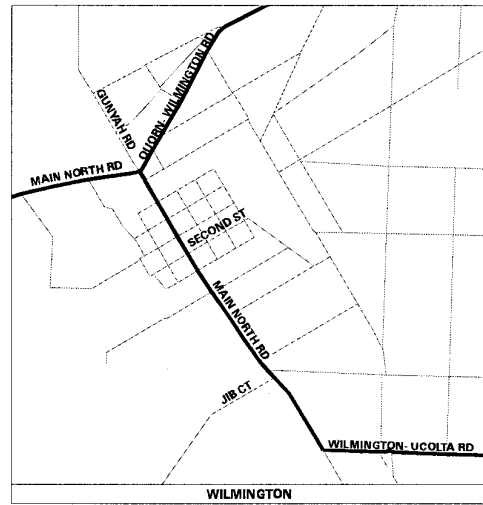 QUORN- WILMINGTON RD
GUNYAH RD
MAIN NORTH RD
SECOND ST
MAIN NORTH RD
JIB CT
WILMINGTON- UCOLTA RD
WILMINGTON